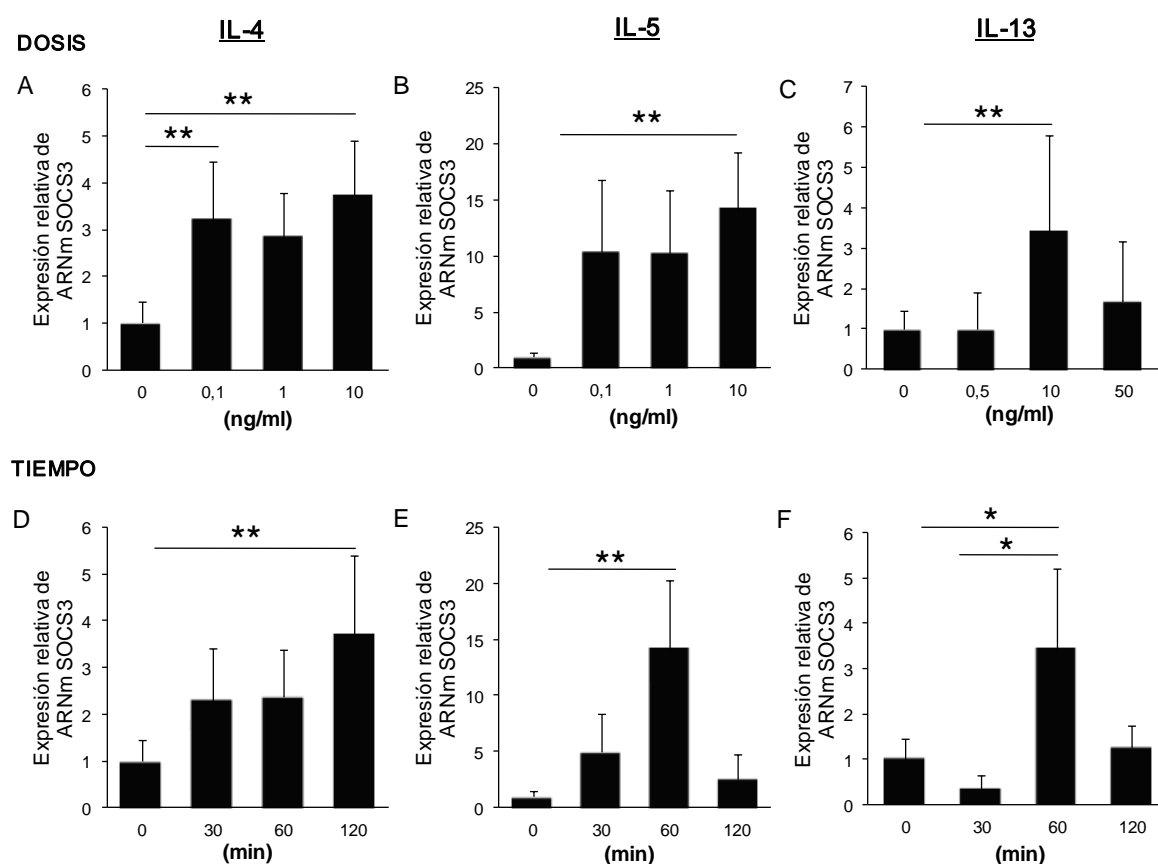 IL-4
IL-5
IL-13
DOSIS
A
Expresión relativa de
ARNm SOCS3
6
5
4
3
2
1
0
**
**
0 0,1 1 10
(ng/ml)
B
Expresión relativa de
ARNm SOCS3
25
20
15
10
5
0
**
0 0,1 1 10
(ng/ml)
C
Expresión relativa de
ARNm SOCS3
7
6
5
4
3
2
1
0
**
0 0,5 10 50
(ng/ml)
TIEMPO
D
Expresión relativa de
ARNm SOCS3
6
5
4
3
2
1
0
**
0 30 60 120
(min)
E
Expresión relativa de
ARNm SOCS3
25
20
15
10
5
0
**
0 30 60 120
(min)
F
Expresión relativa de
ARNm SOCS3
6
5
4
3
2
1
0
*
*
0 30 60 120
(min)